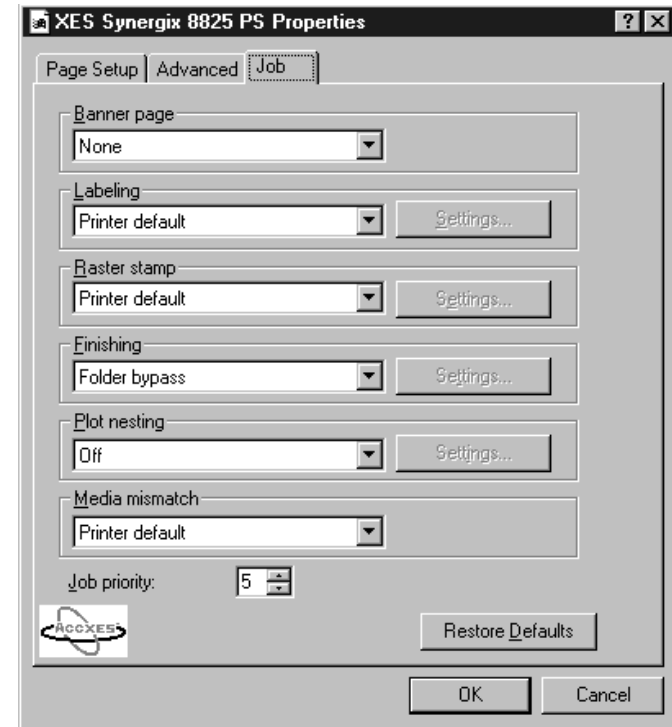 XES Synergix 8825 PS Properties ? X
Page Setup Advanced Job
Banner page
None
Labeling
Printer default Settings...
Raster stamp
Printer default Settings...
Finishing
Folder bypass Settings...
Plot nesting
Off Settings...
Media mismatch
Printer default
Job priority: 5
ACCXES Restore Defaults
OK Cancel